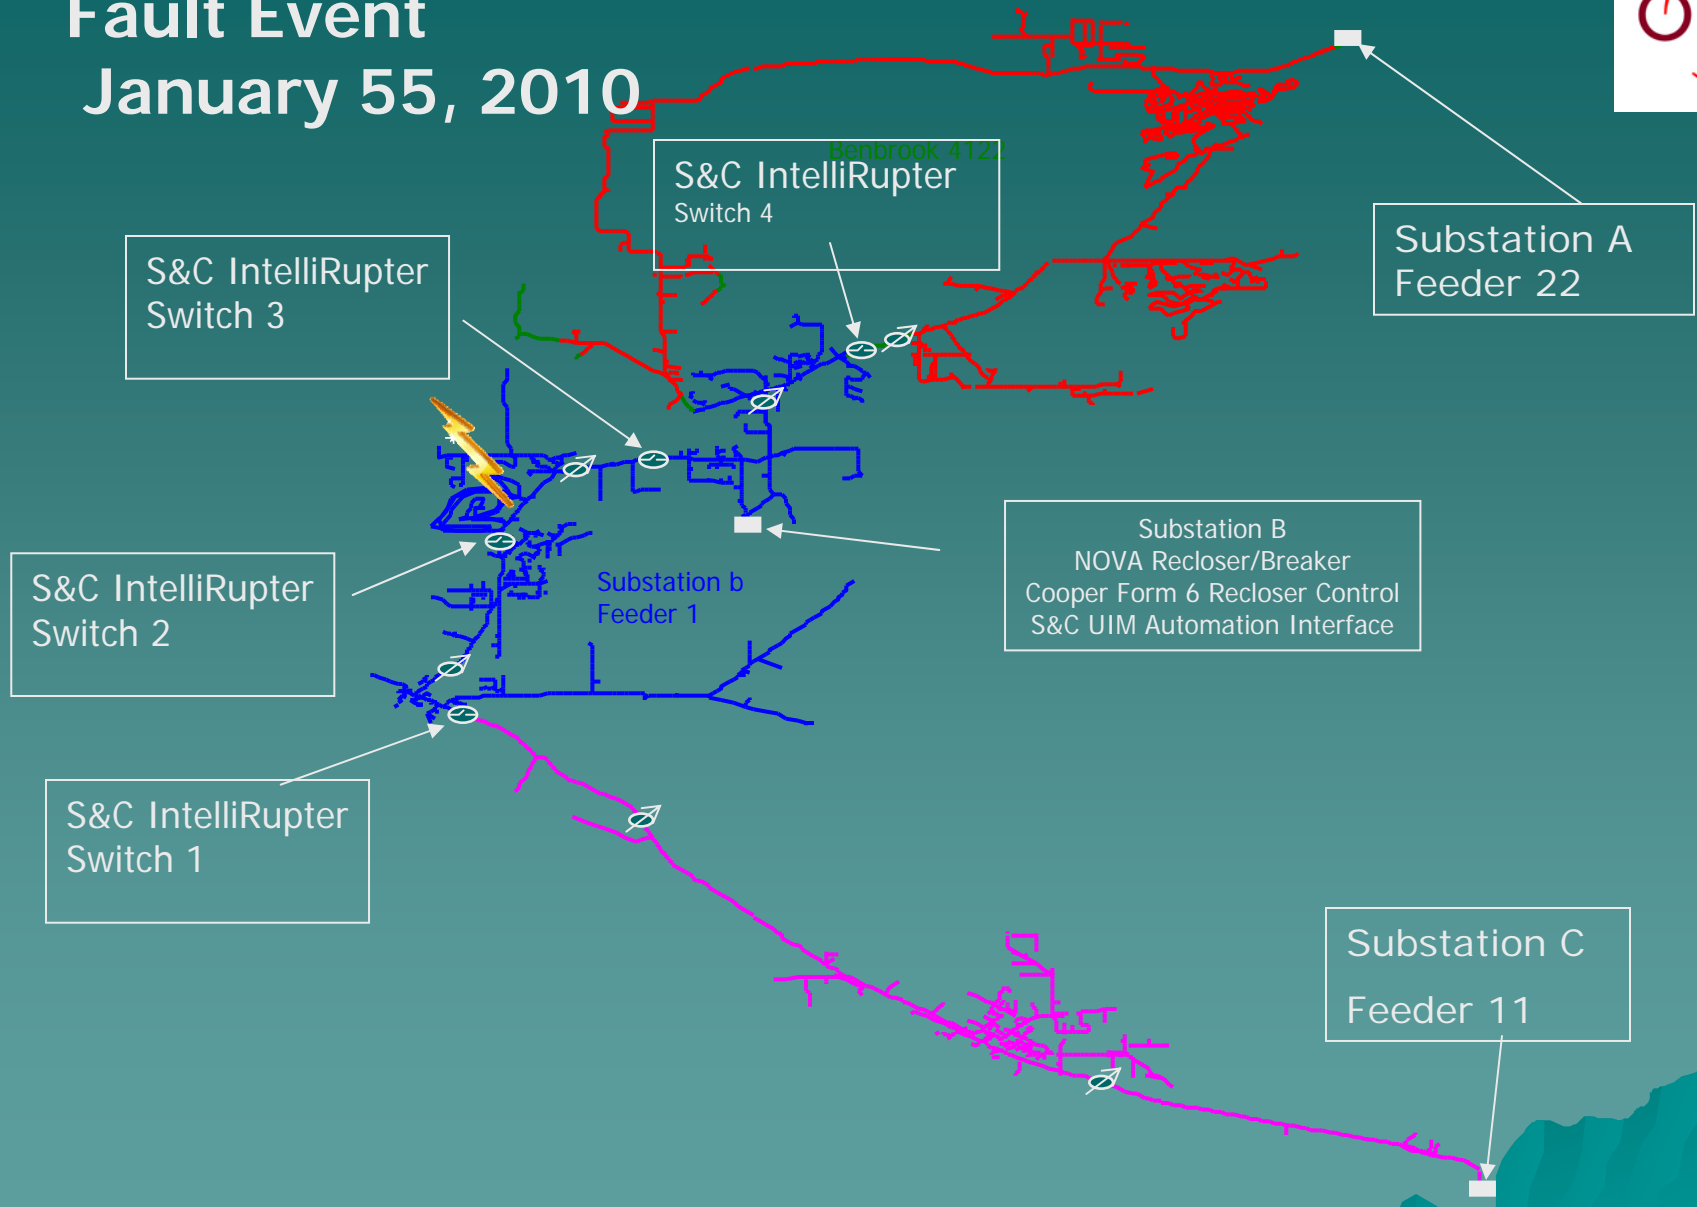 Fault Event
January 55, 2010
Benbrook 4122
S&C IntelliRupter
Switch 4
Substation A
Feeder 22
S&C IntelliRupter
Switch 3
Substation B
NOVA Recloser/Breaker
Cooper Form 6 Recloser Control
S&C UIM Automation Interface
S&C IntelliRupter
Switch 2
Substation b
Feeder 1
S&C IntelliRupter
Switch 1
Substation C
Feeder 11